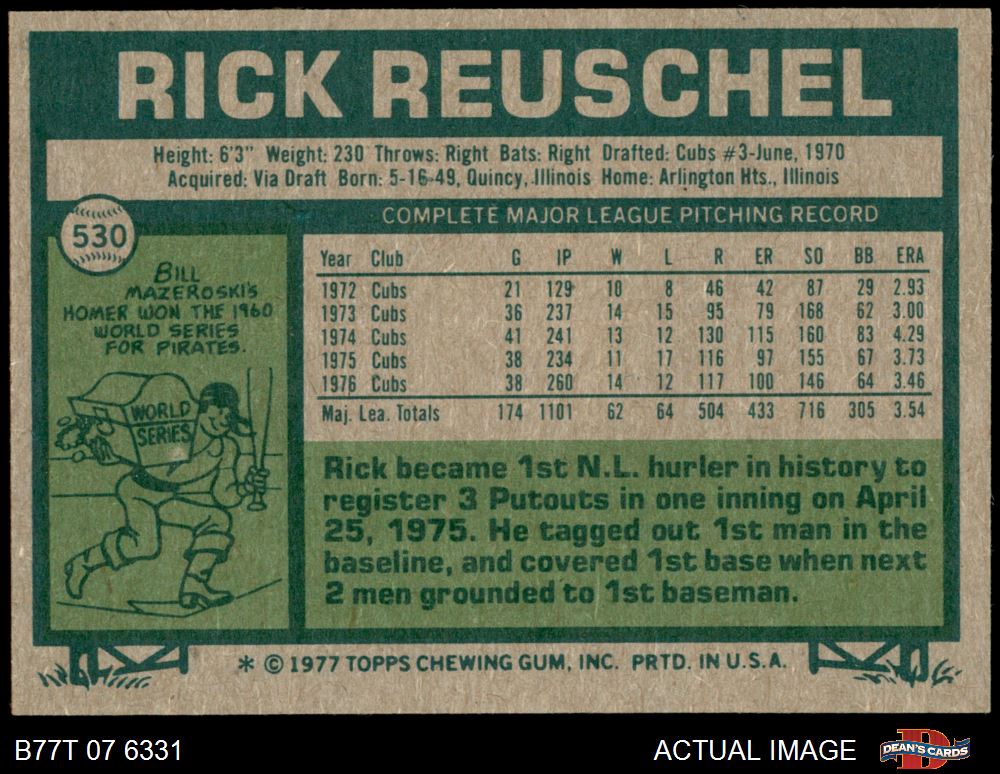 RICK REUSCHEL
Height: 6'3" Weight: 230 Throws: Right Bats: Right Drafted: Cubs #3-June, 1970
Acquired: Via Draft Born: 5-16-49, Quincy, Illinois Home: Arlington Hts., Illinois
530
BILL
MAZEROSKI'S
HOMER WON THE 1960
WORLD SERIES
FOR PIRATES.
WORLD
SERIES
COMPLETE MAJOR LEAGUE PITCHING RECORD
Year Club G IP W L R ER SO BB ERA
1972 Cubs 21 129 10 8 46 42 87 29 2.93
1973 Cubs 36 237 14 15 95 79 168 62 3.00
1974 Cubs 41 241 13 12 130 115 160 83 4.29
1975 Cubs 38 234 11 17 116 97 155 67 3.73
1976 Cubs 38 260 14 12 117 100 146 64 3.46
Maj. Lea. Totals 174 1101 62 64 504 433 716 305 3.54
Rick became 1st N.L. hurler in history to
register 3 Putouts in one inning on April
25, 1975. He tagged out 1st man in the
baseline, and covered 1st base when next
2 men grounded to 1st baseman.
* © 1977 TOPPS CHEWING GUM, INC. PRTD. IN U.S.A.
B77T 07 6331
ACTUAL IMAGE
DEAN'S CARDS